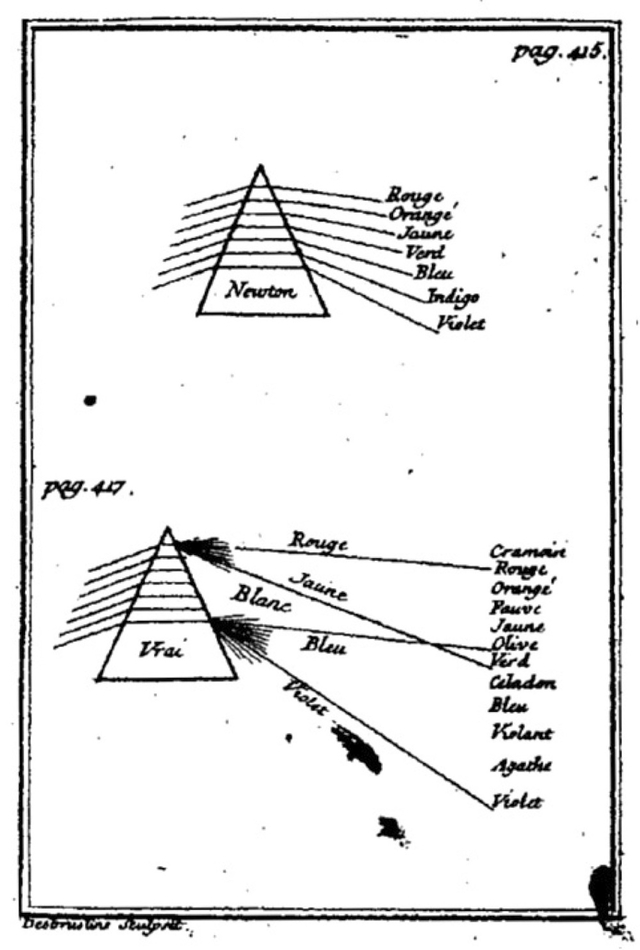 pag. 415.
Rouge
Orangé
Jaune
Verd
Bleu
Indigo
Violet
Newton
pag. 417.
Rouge
Jaune
Blanc
Bleu
Violet
Vrai
Cramoisi
Rouge
Orangé
Fauve
Jaune
Olive
Verd
Celadon
Bleu
Violant
Agathe
Violet
Desbruslins Sculpsit.